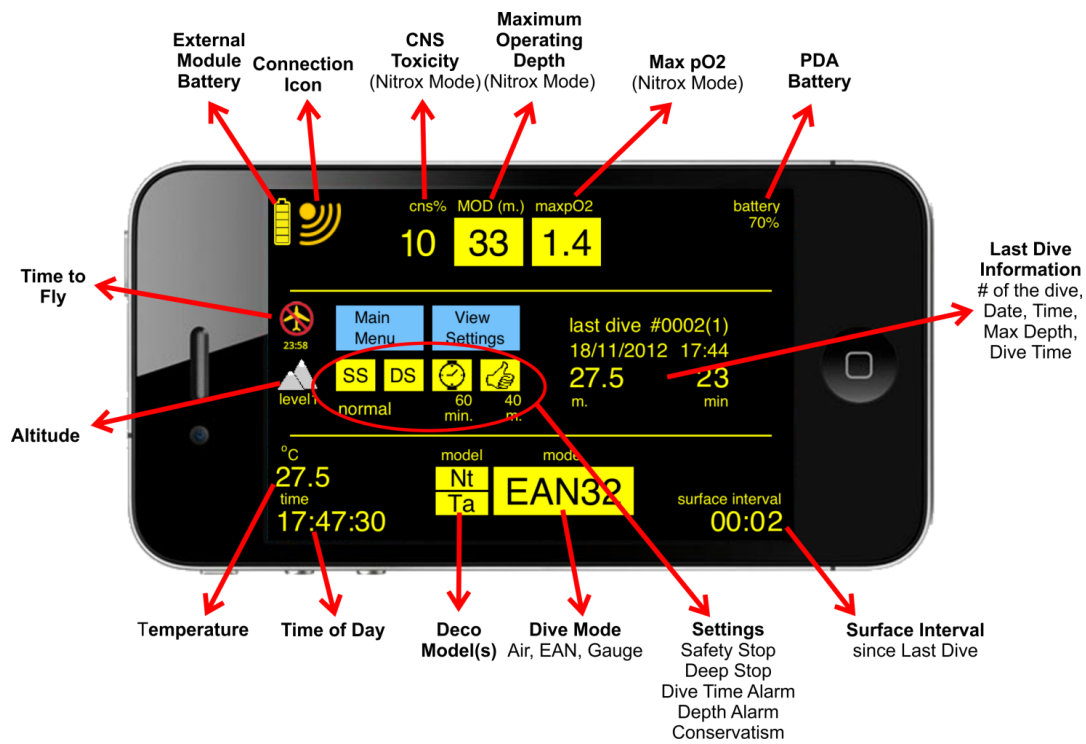 External
Module
Battery
Connection
Icon
CNS
Toxicity
(Nitrox Mode)
Maximum
Operating
Depth
(Nitrox Mode)
Max pO2
(Nitrox Mode)
PDA
Battery
cns%
10
MOD (m.)
33
maxpO2
1.4
battery
70%
Time to
Fly
23:58
Main
Menu
View
Settings
last dive #0002(1)
18/11/2012 17:44
27.5
m.
23
min
Last Dive
Information
# of the dive,
Date, Time,
Max Depth,
Dive Time
Altitude
level1
SS
DS
normal
60
min.
40
m.
°C
27.5
time
17:47:30
model
Nt
Ta
mode
EAN32
surface interval
00:02
Temperature
Time of Day
Deco
Model(s)
Dive Mode
Air, EAN, Gauge
Settings
Safety Stop
Deep Stop
Dive Time Alarm
Depth Alarm
Conservatism
Surface Interval
since Last Dive